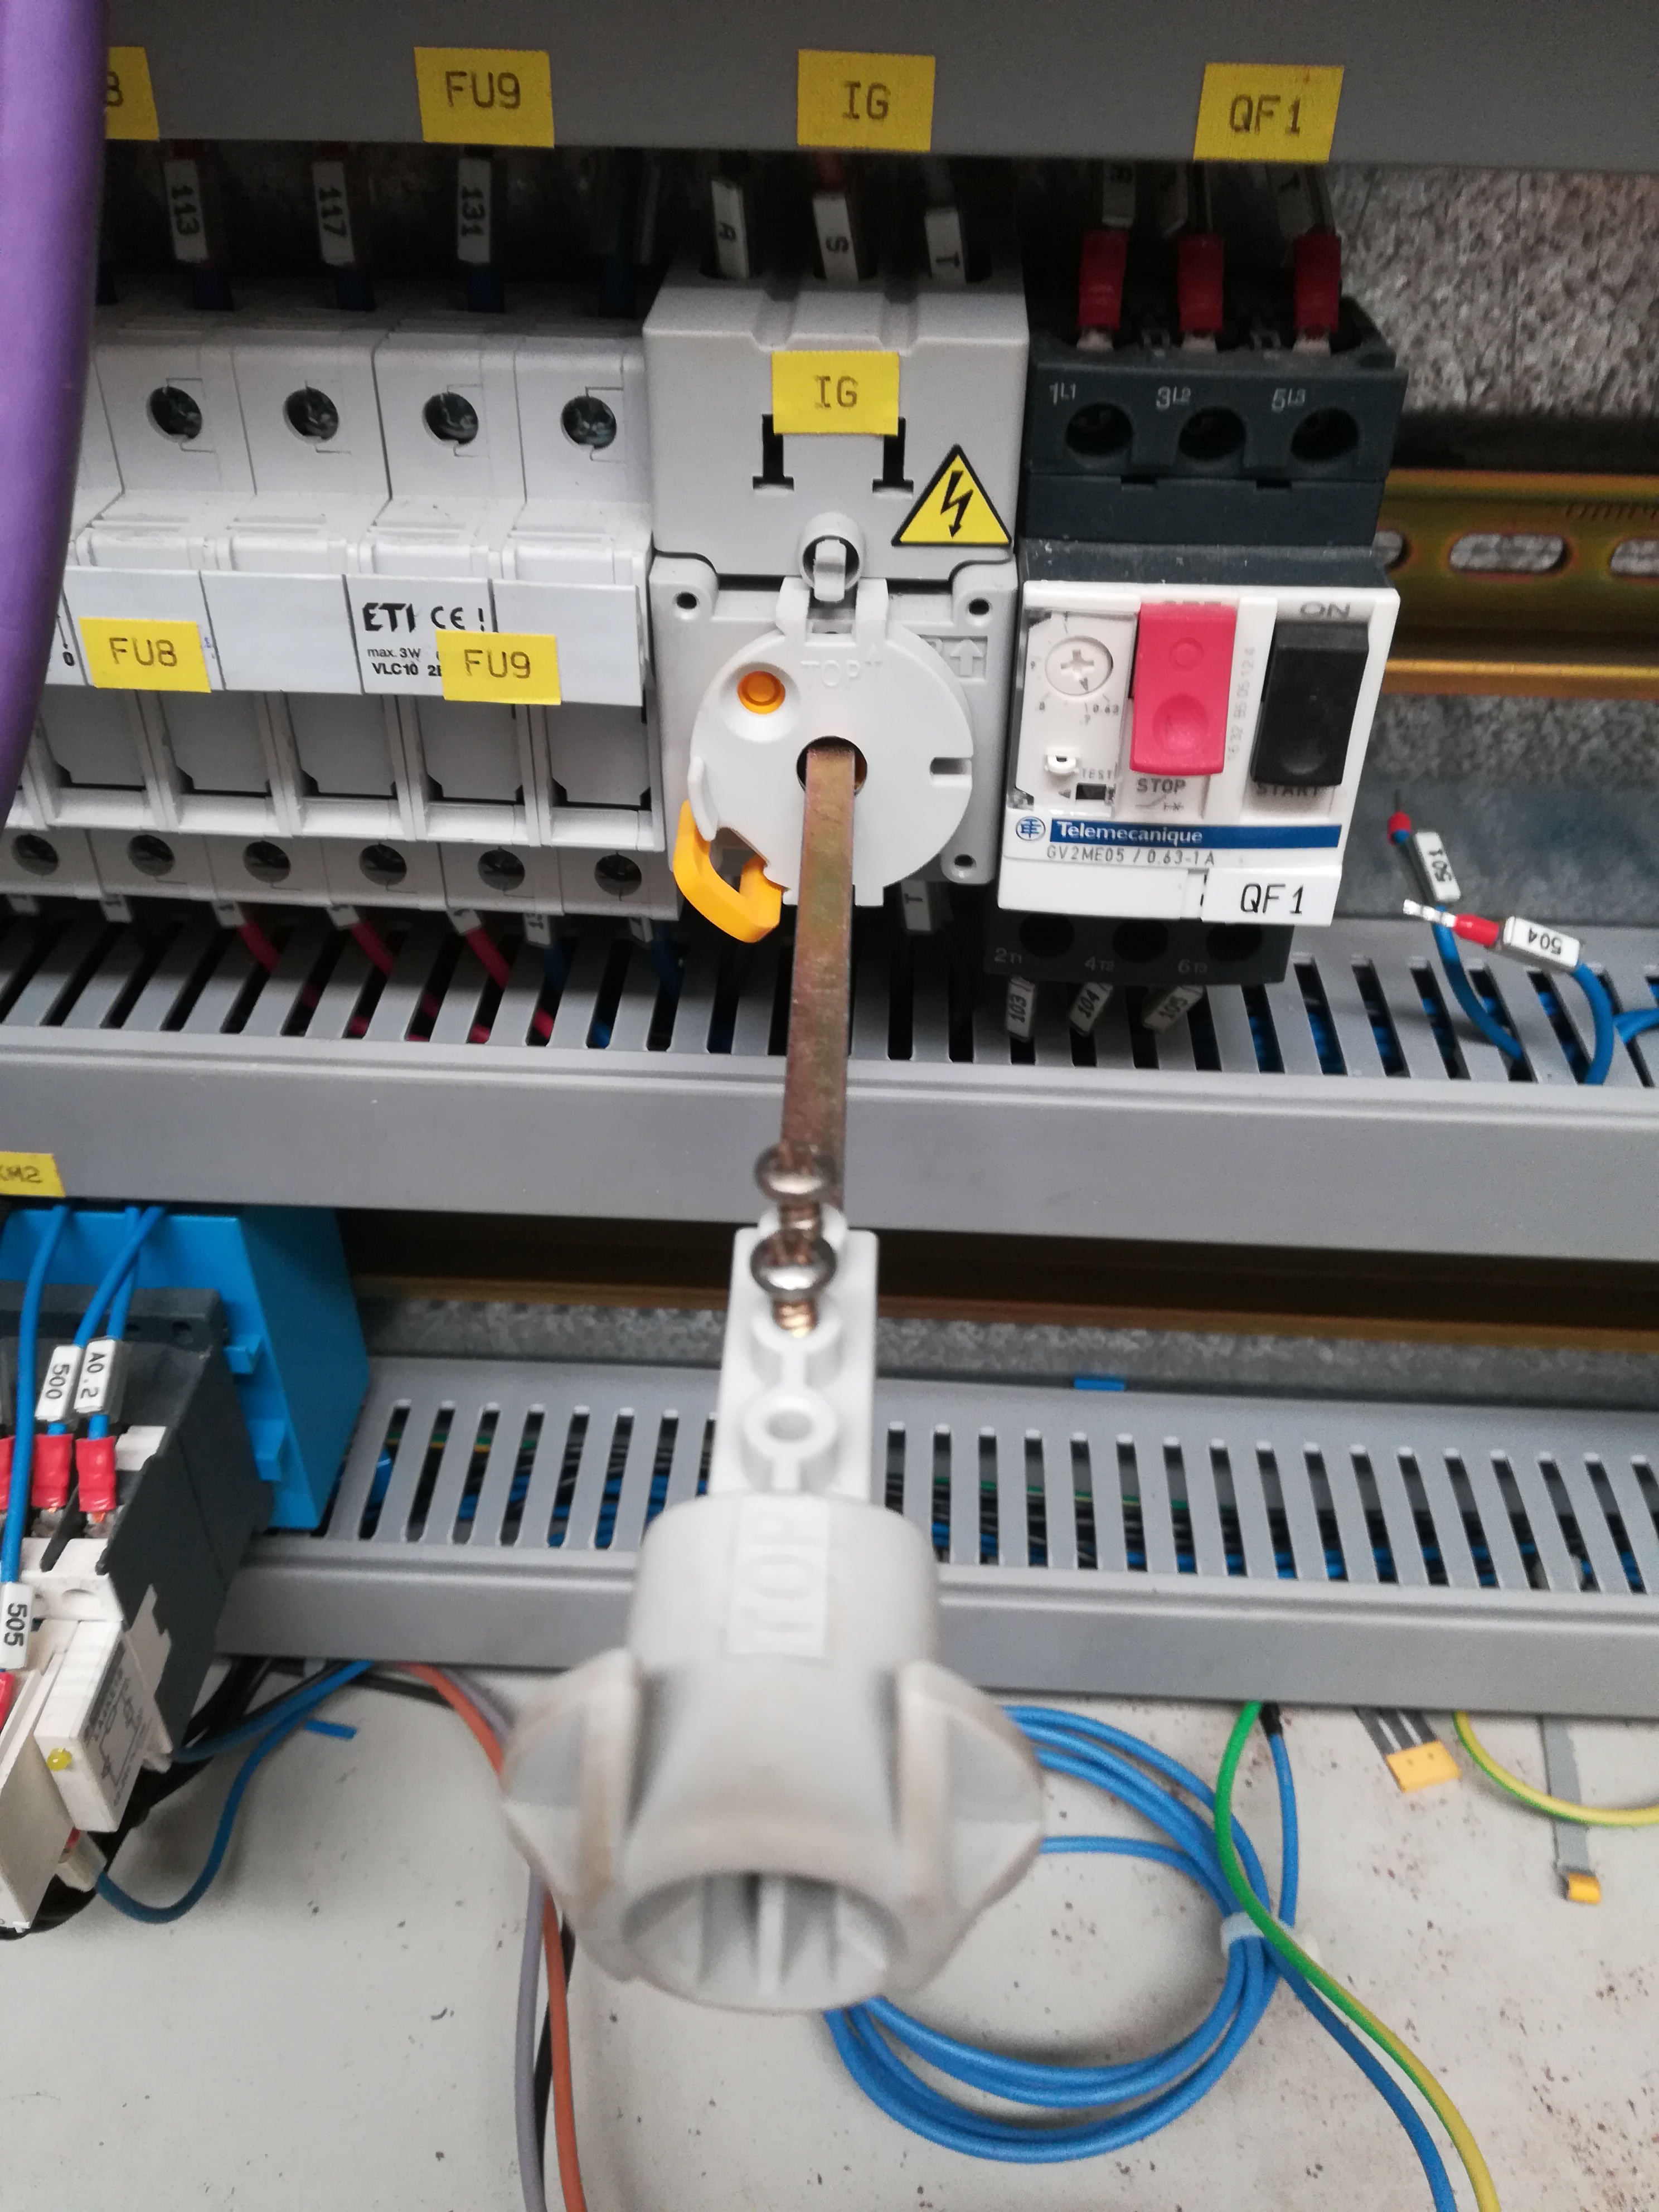 FU9
IG
QF1
113
117
131
S
T
IG
1L1
3L2
5L3
ETI CE !
max. 3W
VLC10
FU8
FU9
0
TOP
ON
TEST
STOP
START
Telemecanique
GV2ME05 / 0.63-1A
QF1
2T1
4T2
6T3
103
104
105
501
504
KM2
500
A0.2
505
TOP